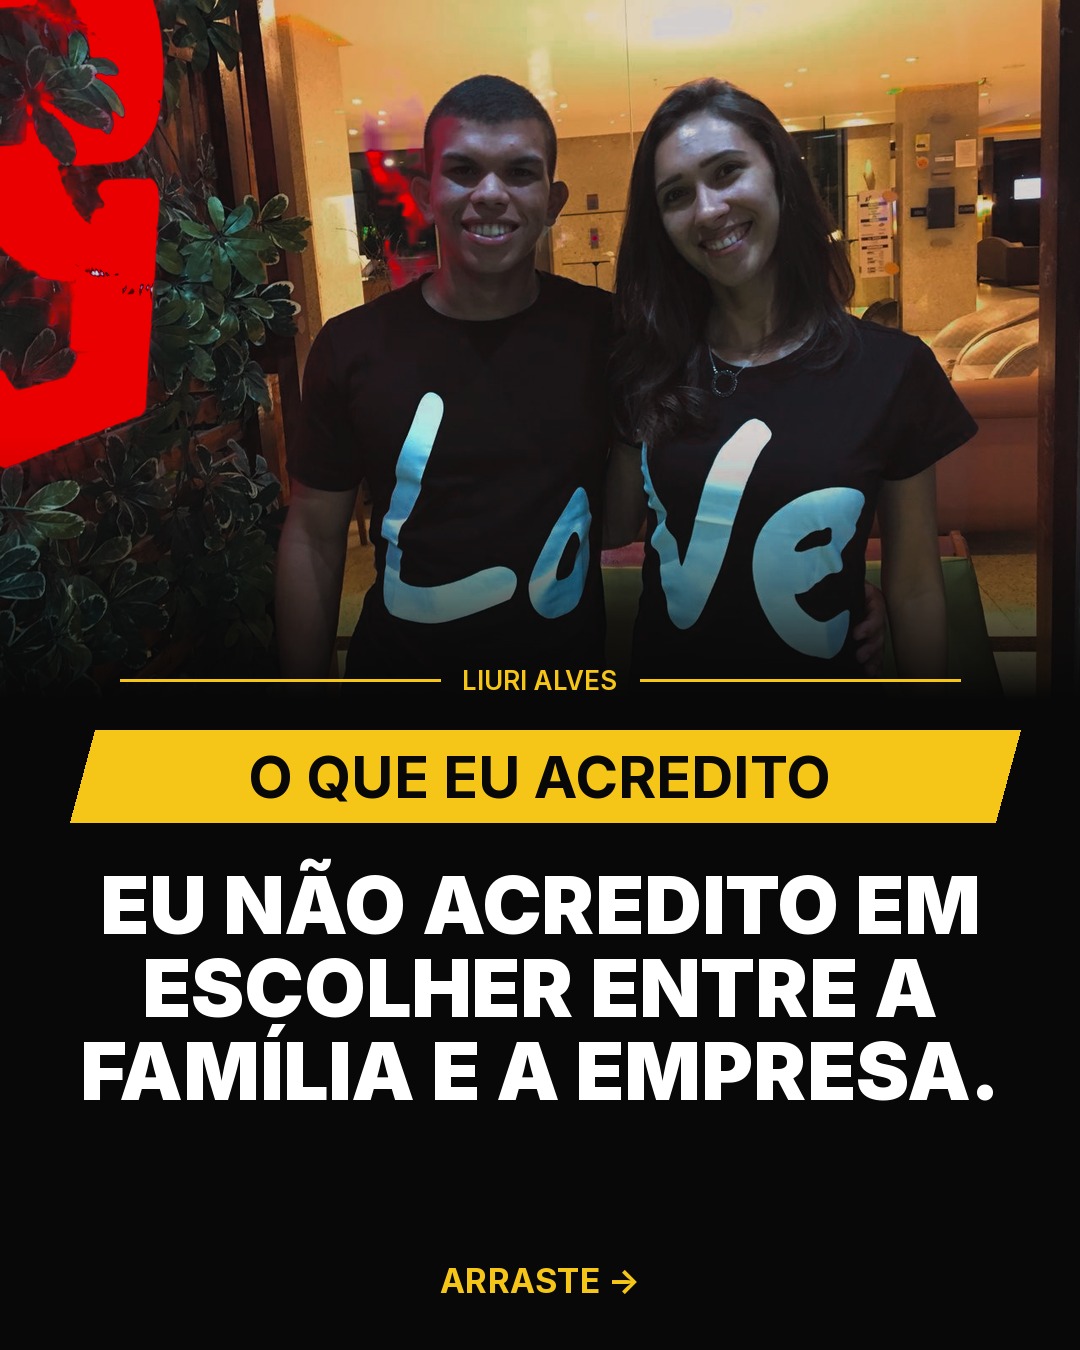 LOVe
LIURI ALVES
O QUE EU ACREDITO
EU NÃO ACREDITO EM
ESCOLHER ENTRE A
FAMÍLIA E A EMPRESA.
ARRASTE →